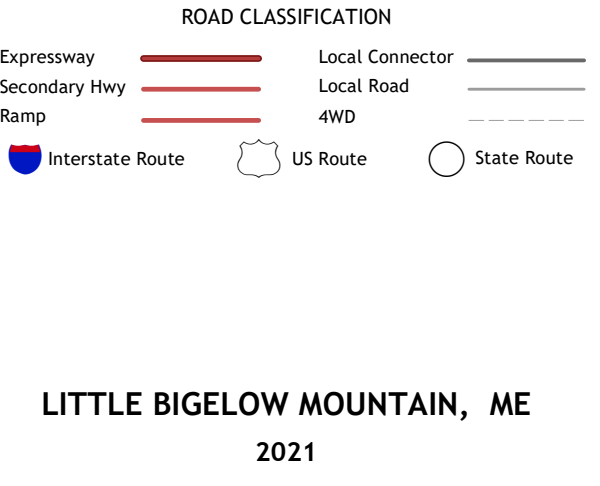 ROAD CLASSIFICATION
Expressway
Secondary Hwy
Ramp
Local Connector
Local Road
4WD
Interstate Route
US Route
State Route
LITTLE BIGELOW MOUNTAIN, ME
2021